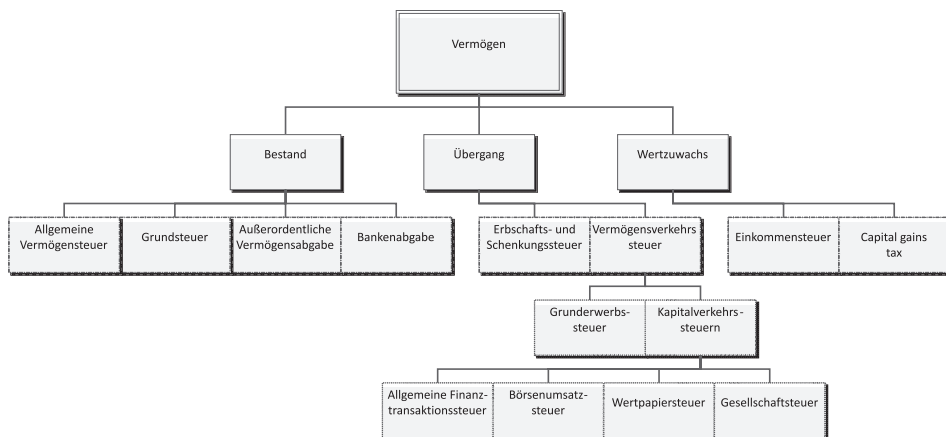 Vermögen
Bestand
Übergang
Wertzuwachs
Allgemeine
Vermögensteuer
Grundsteuer
Außerordentliche
Vermögensabgabe
Bankenabgabe
Erbschafts- und
Schenkungssteuer
Vermögensverkehrs
steuer
Einkommensteuer
Capital gains
tax
Grunderwerbs-
steuer
Kapitalverkehrs-
steuern
Allgemeine Finanz-
transaktionssteuer
Börsenumsatz-
steuer
Wertpapiersteuer
Gesellschaftsteuer